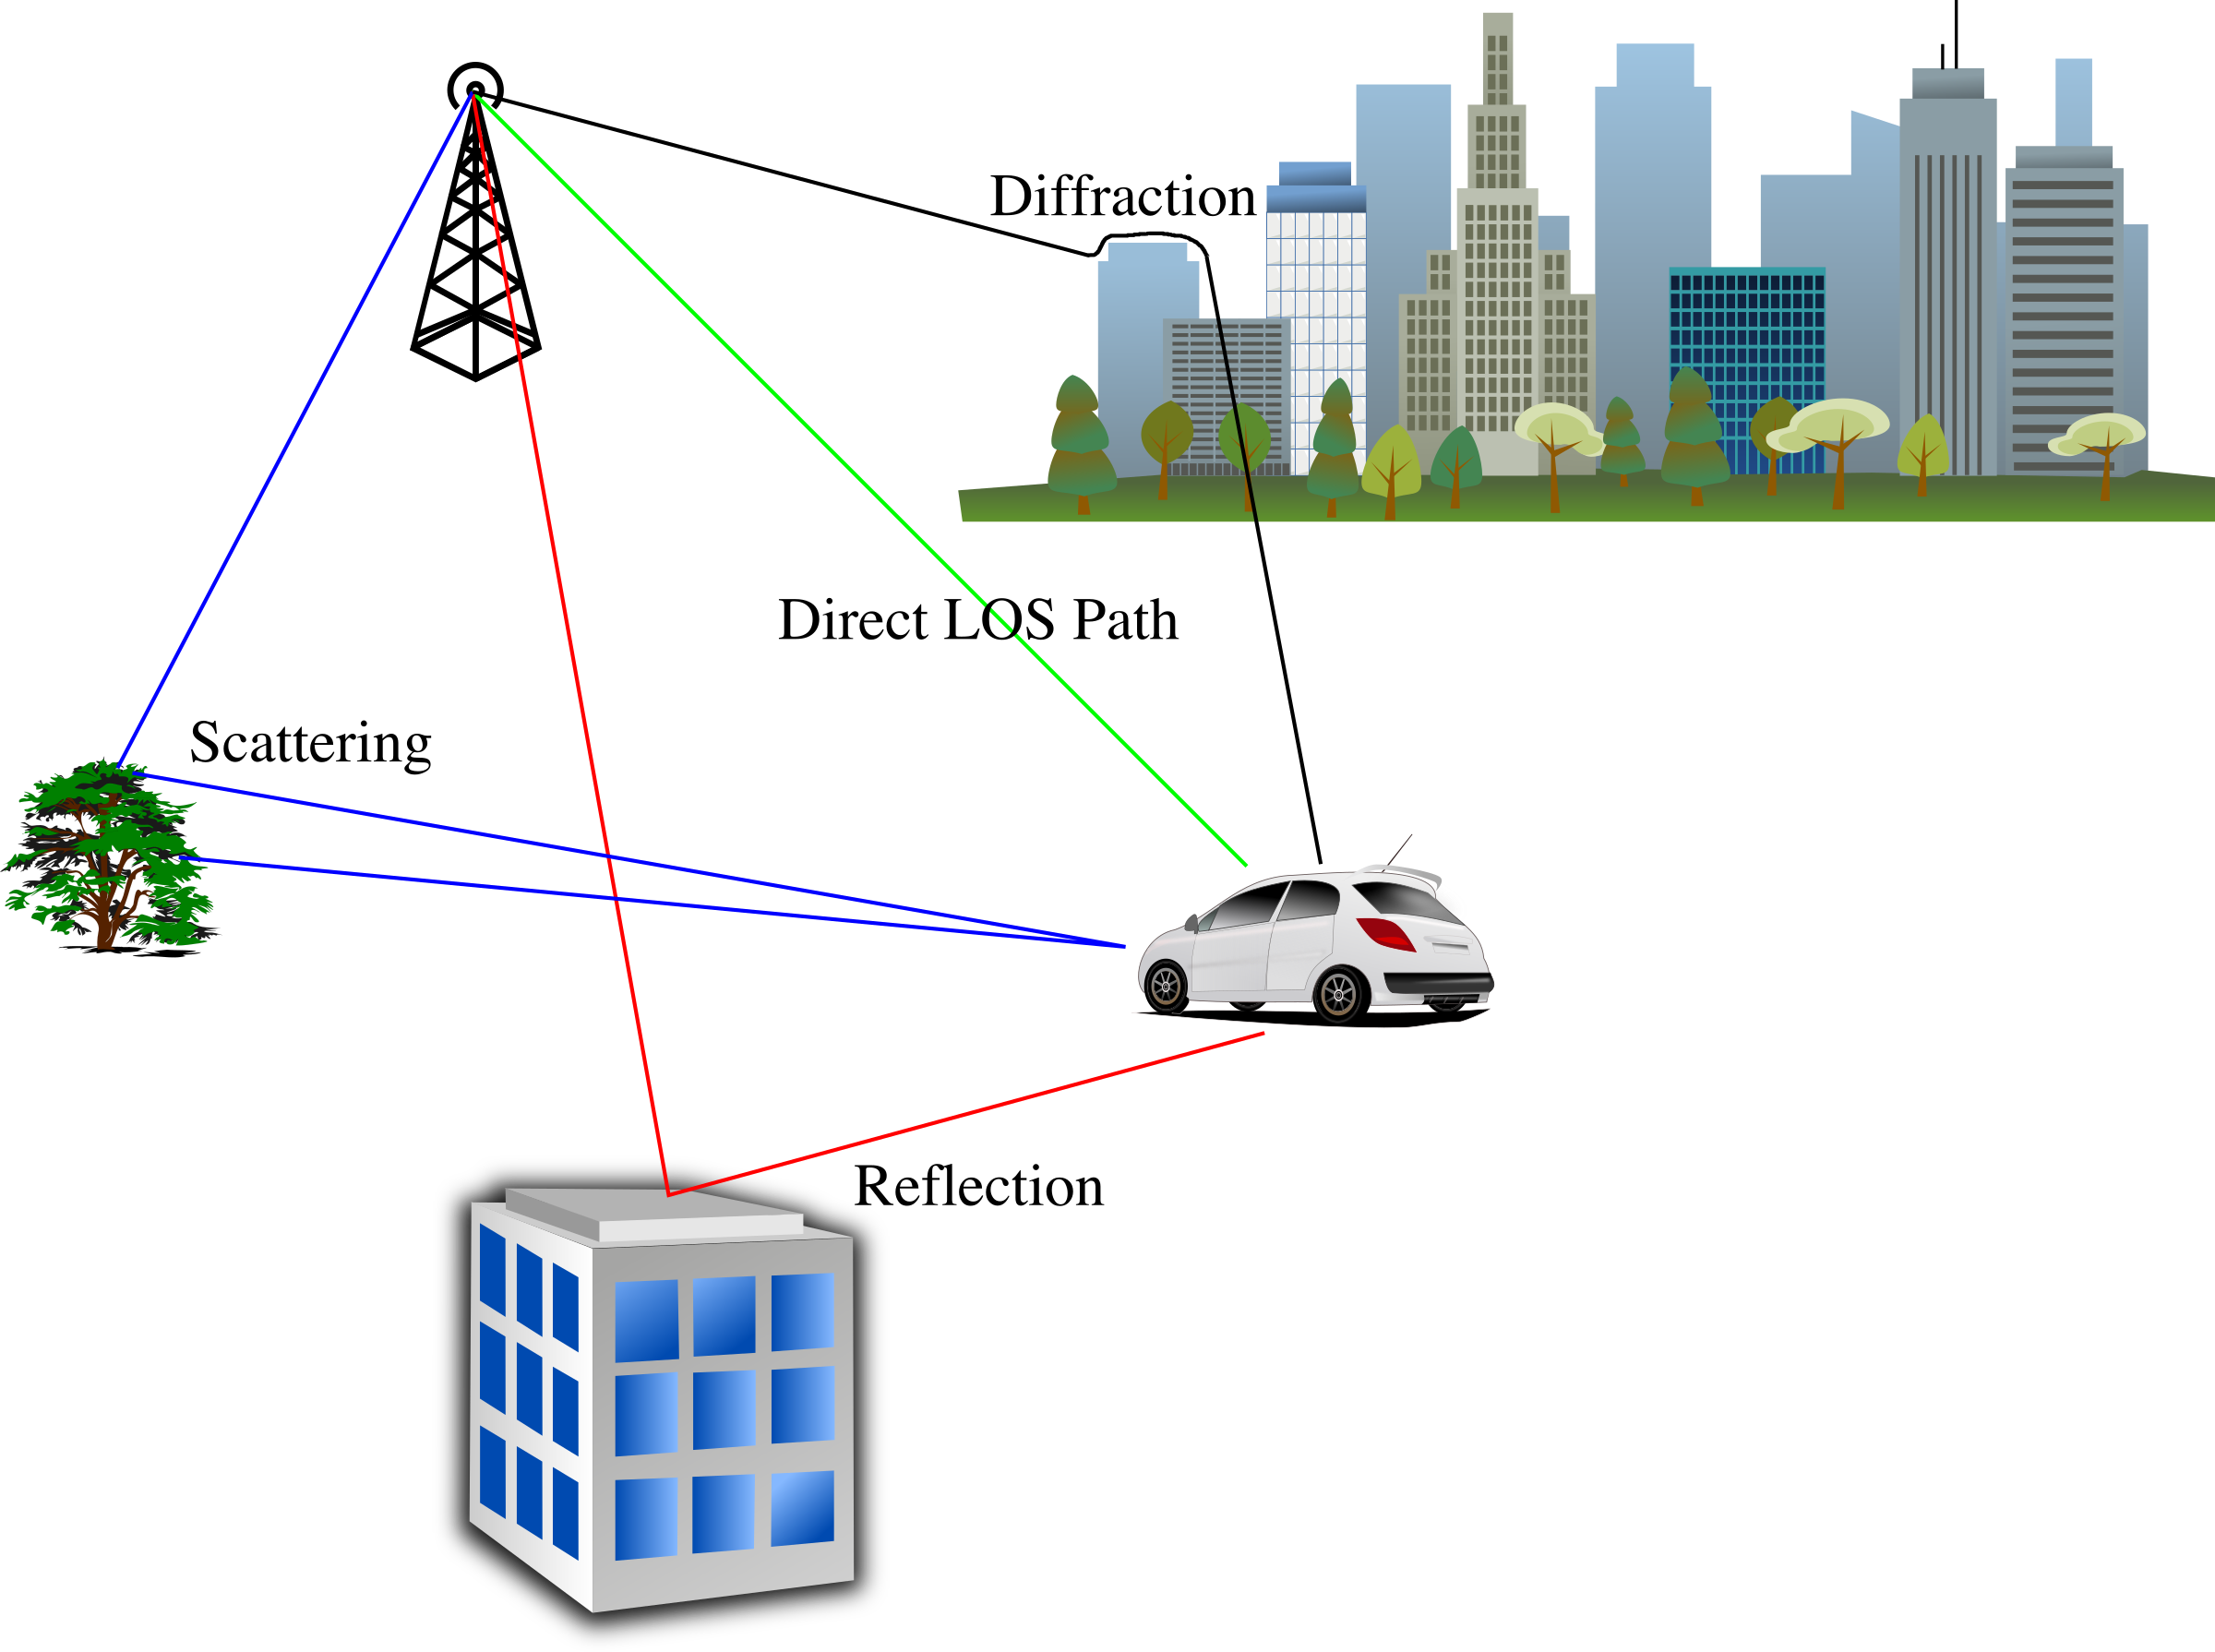 Diffraction
Direct LOS Path
Scattering
Reflection